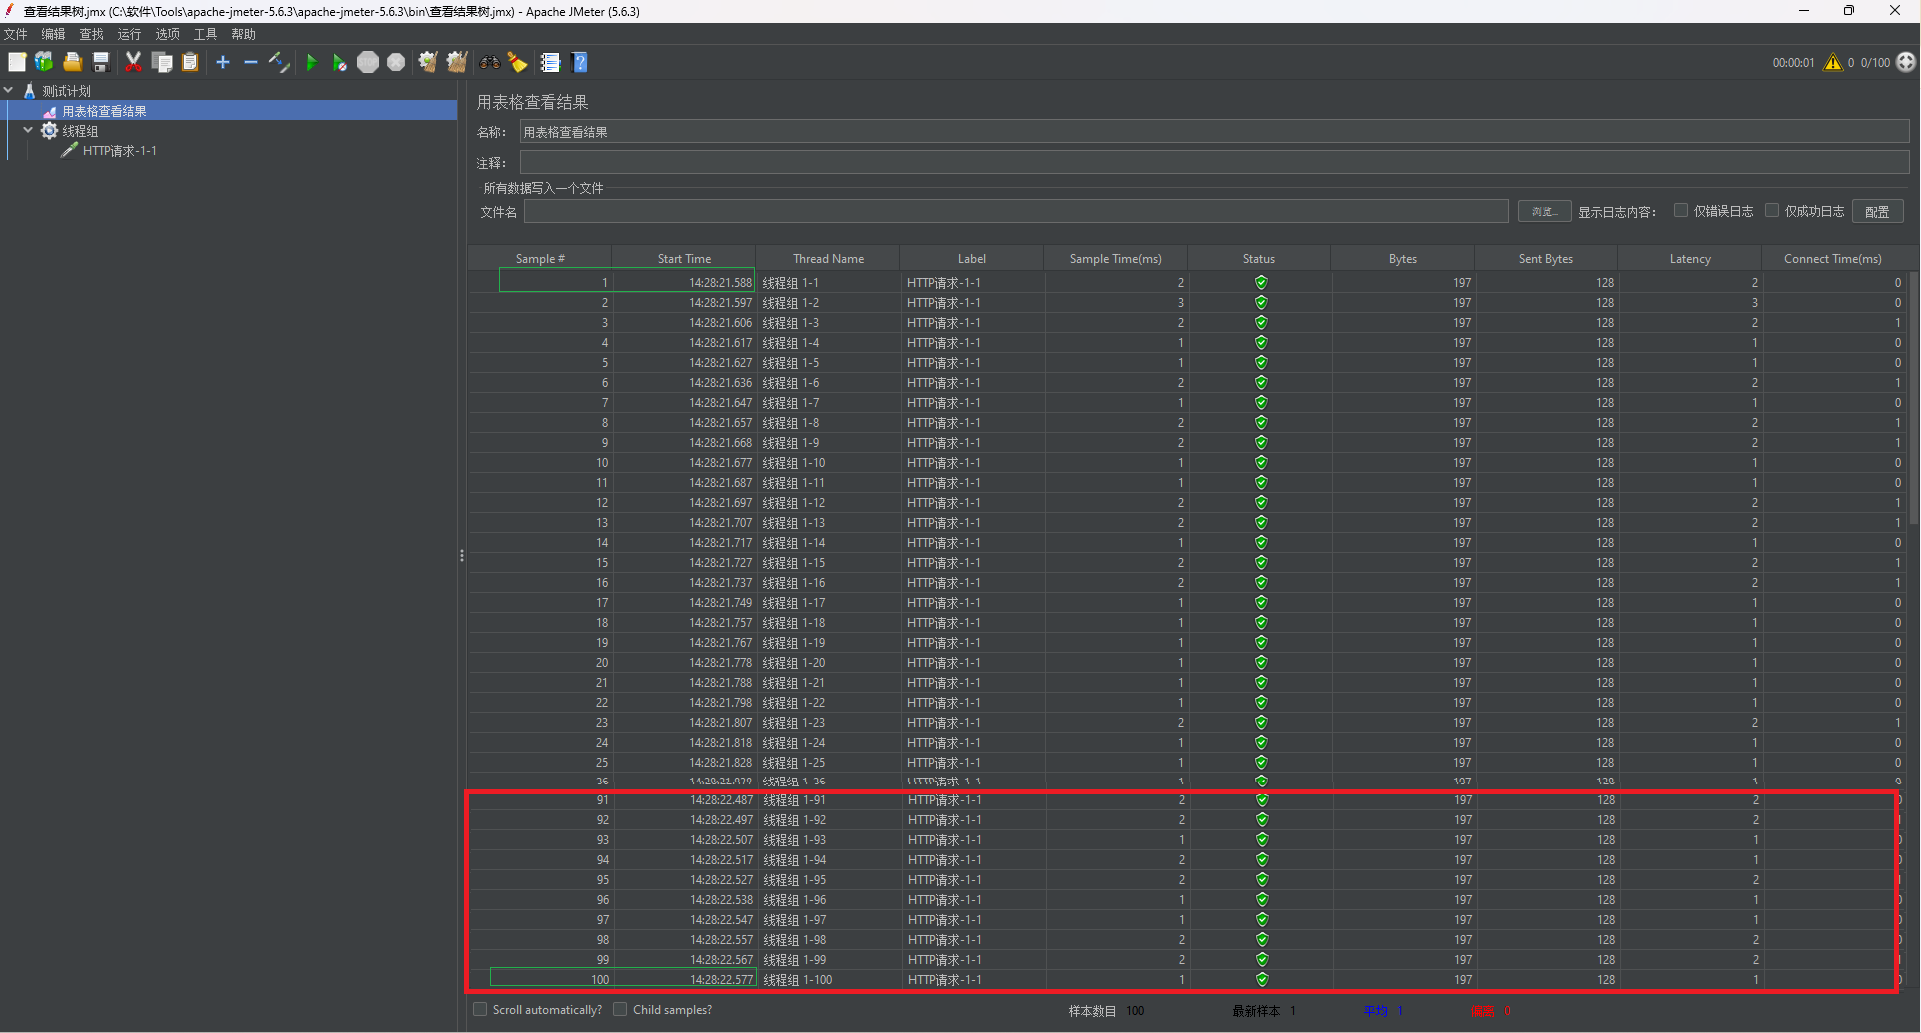 查看结果树.jmx (C:\软件\Tools\apache-jmeter-5.6.3\apache-jmeter-5.6.3\bin\查看结果树.jmx) - Apache JMeter (5.6.3)
文件 编辑 查找 运行 选项 工具 帮助
00:00:01 0 0/100
测试计划
用表格查看结果
线程组
HTTP请求-1-1
用表格查看结果
名称： 用表格查看结果
注释：
所有数据写入一个文件
文件名 浏览... 显示日志内容： 仅错误日志 仅成功日志 配置
Sample # Start Time Thread Name Label Sample Time(ms) Status Bytes Sent Bytes Latency Connect Time(ms)
1 14:28:21.588 线程组 1-1 HTTP请求-1-1 2 197 128 2 0
2 14:28:21.597 线程组 1-2 HTTP请求-1-1 3 197 128 3 0
3 14:28:21.606 线程组 1-3 HTTP请求-1-1 2 197 128 2 1
4 14:28:21.617 线程组 1-4 HTTP请求-1-1 1 197 128 1 0
5 14:28:21.627 线程组 1-5 HTTP请求-1-1 1 197 128 1 0
6 14:28:21.636 线程组 1-6 HTTP请求-1-1 2 197 128 2 1
7 14:28:21.647 线程组 1-7 HTTP请求-1-1 1 197 128 1 0
8 14:28:21.657 线程组 1-8 HTTP请求-1-1 2 197 128 2 1
9 14:28:21.668 线程组 1-9 HTTP请求-1-1 2 197 128 2 1
10 14:28:21.677 线程组 1-10 HTTP请求-1-1 1 197 128 1 0
11 14:28:21.687 线程组 1-11 HTTP请求-1-1 1 197 128 1 0
12 14:28:21.697 线程组 1-12 HTTP请求-1-1 2 197 128 2 1
13 14:28:21.707 线程组 1-13 HTTP请求-1-1 2 197 128 2 1
14 14:28:21.717 线程组 1-14 HTTP请求-1-1 1 197 128 1 0
15 14:28:21.727 线程组 1-15 HTTP请求-1-1 2 197 128 2 1
16 14:28:21.737 线程组 1-16 HTTP请求-1-1 2 197 128 2 1
17 14:28:21.749 线程组 1-17 HTTP请求-1-1 1 197 128 1 0
18 14:28:21.757 线程组 1-18 HTTP请求-1-1 1 197 128 1 0
19 14:28:21.767 线程组 1-19 HTTP请求-1-1 1 197 128 1 0
20 14:28:21.778 线程组 1-20 HTTP请求-1-1 1 197 128 1 0
21 14:28:21.788 线程组 1-21 HTTP请求-1-1 1 197 128 1 0
22 14:28:21.798 线程组 1-22 HTTP请求-1-1 1 197 128 1 0
23 14:28:21.807 线程组 1-23 HTTP请求-1-1 2 197 128 2 1
24 14:28:21.818 线程组 1-24 HTTP请求-1-1 1 197 128 1 0
25 14:28:21.828 线程组 1-25 HTTP请求-1-1 1 197 128 1 0
91 14:28:22.487 线程组 1-91 HTTP请求-1-1 2 197 128 2
92 14:28:22.497 线程组 1-92 HTTP请求-1-1 2 197 128 2
93 14:28:22.507 线程组 1-93 HTTP请求-1-1 1 197 128 1
94 14:28:22.517 线程组 1-94 HTTP请求-1-1 2 197 128 2
95 14:28:22.527 线程组 1-95 HTTP请求-1-1 2 197 128 2
96 14:28:22.538 线程组 1-96 HTTP请求-1-1 1 197 128 1
97 14:28:22.547 线程组 1-97 HTTP请求-1-1 1 197 128 1
98 14:28:22.557 线程组 1-98 HTTP请求-1-1 2 197 128 2
99 14:28:22.567 线程组 1-99 HTTP请求-1-1 2 197 128 2
100 14:28:22.577 线程组 1-100 HTTP请求-1-1 1 197 128 1
Scroll automatically? Child samples? 样本数目 100 最新样本 1 平均 1 偏离 0